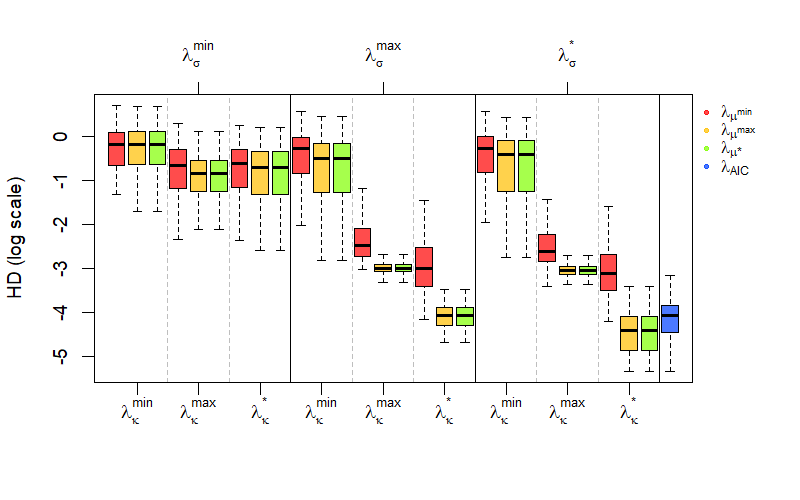 λσmin λσmax λσ*
λμmin
λμmax
λμ*
λAIC
HD (log scale)
0
-1
-2
-3
-4
-5
λκmin λκmax λκ* λκmin λκmax λκ* λκmin λκmax λκ*